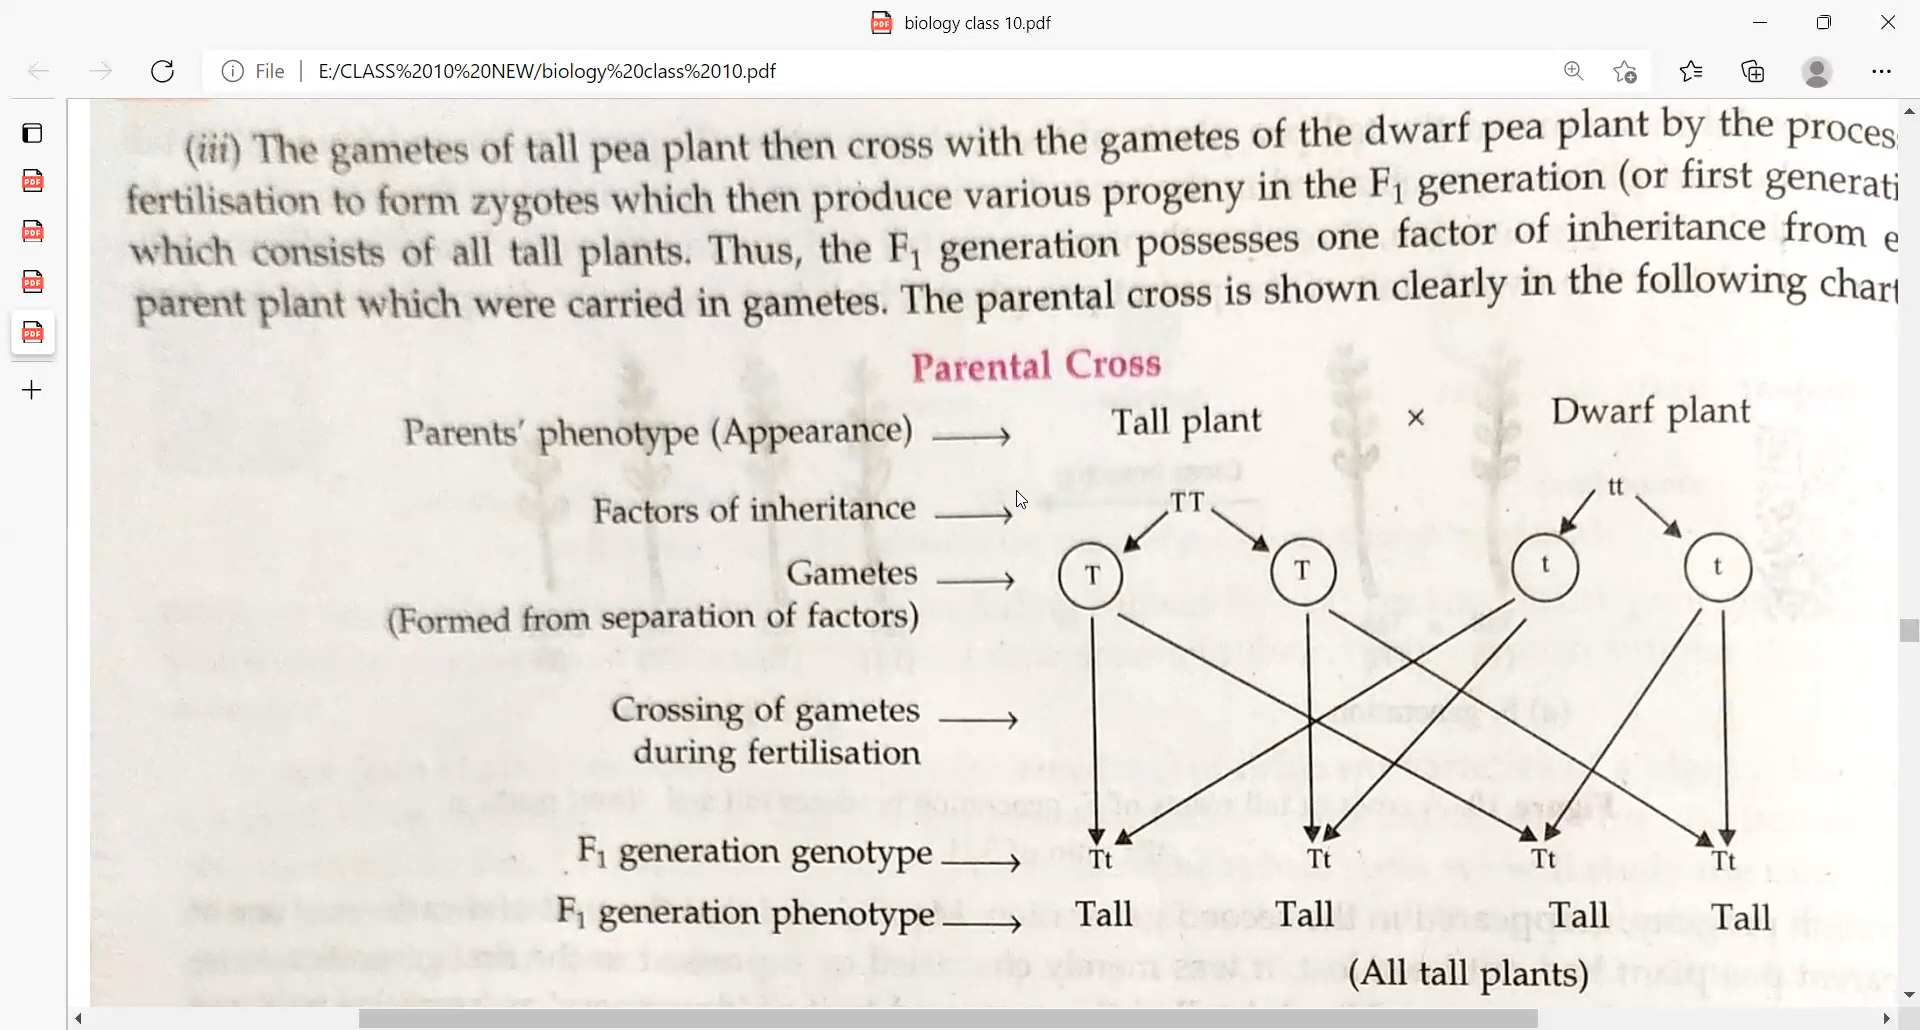 biology class 10.pdf
File
E:/CLASS%2010%20NEW/biology%20class%2010.pdf
(iii) The gametes of tall pea plant then cross with the gametes of the dwarf pea plant by the proces
fertilisation to form zygotes which then produce various progeny in the F₁ generation (or first generati
which consists of all tall plants. Thus, the F₁ generation possesses one factor of inheritance from e
parent plant which were carried in gametes. The parental cross is shown clearly in the following chart
Parental Cross
Parents' phenotype (Appearance) → Tall plant × Dwarf plant
Factors of inheritance → TT tt
Gametes → T T t t
(Formed from separation of factors)
Crossing of gametes →
during fertilisation
F₁ generation genotype → Tt Tt Tt Tt
F₁ generation phenotype → Tall Tall Tall Tall
(All tall plants)